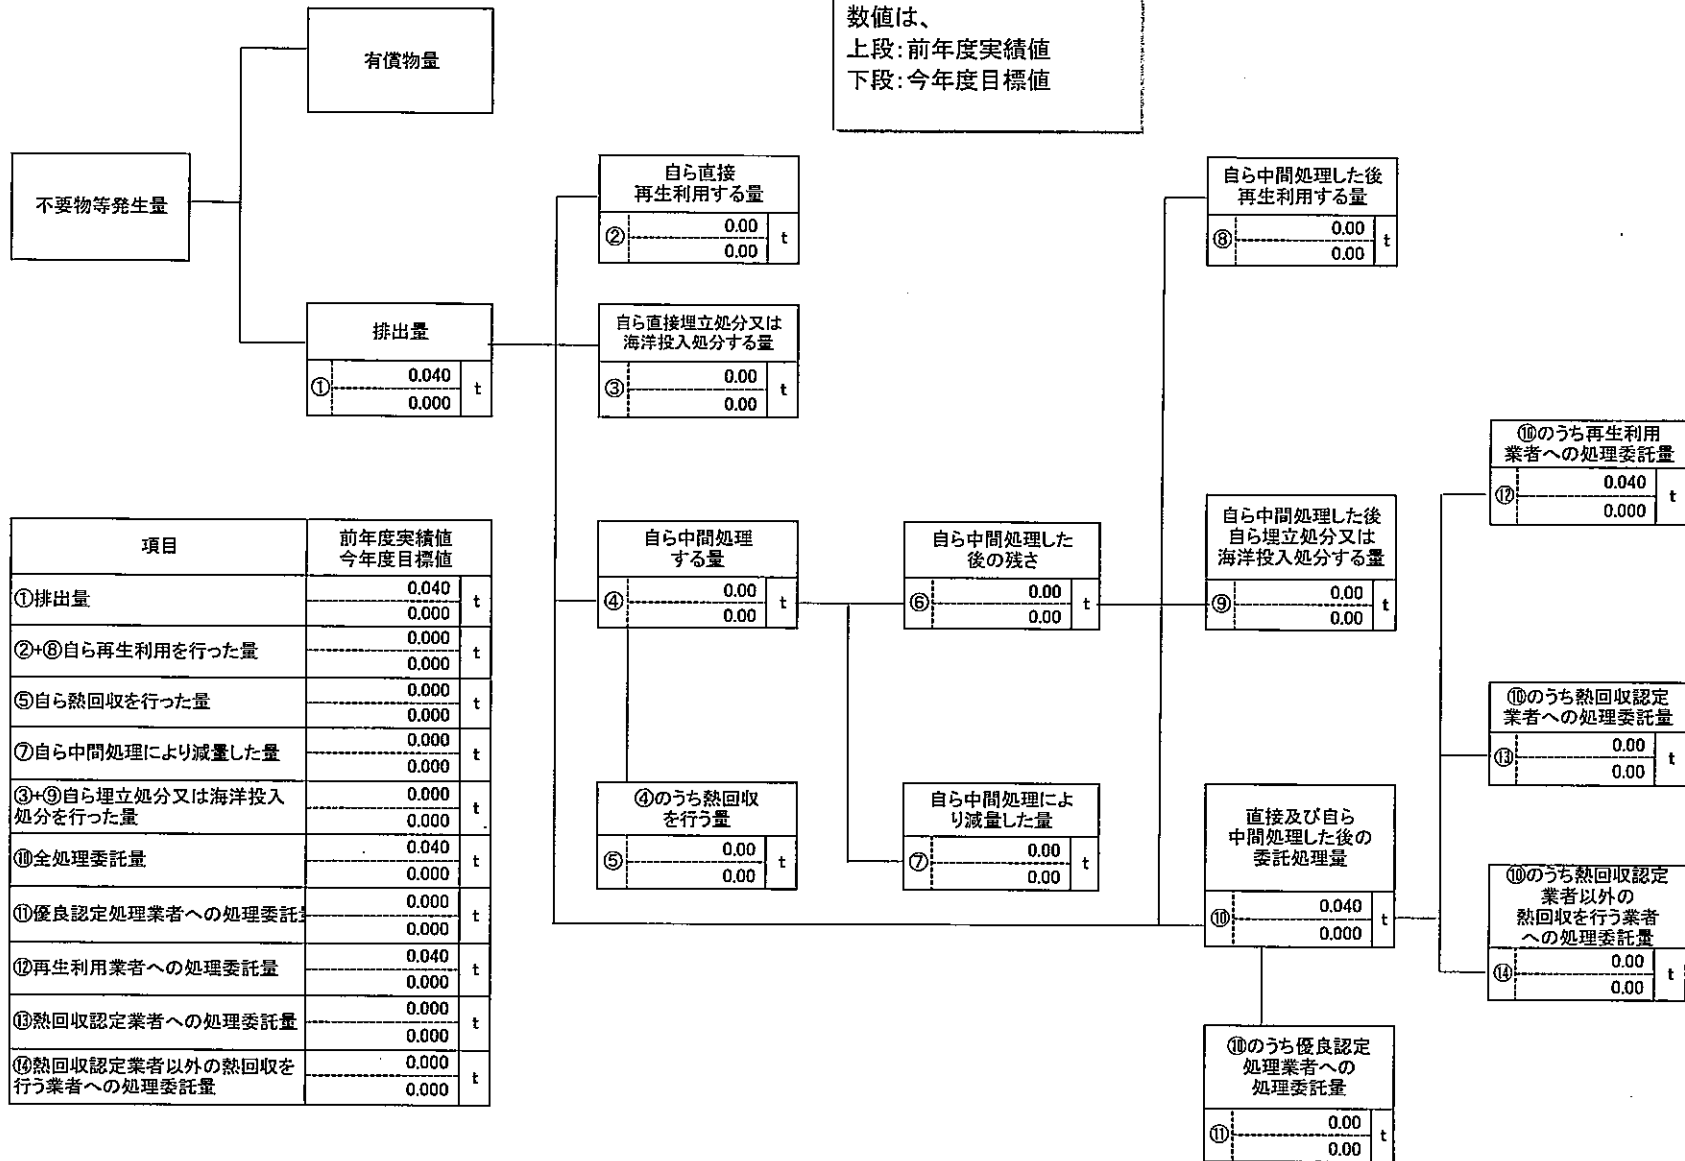 数値は、
上段:前年度実績値
下段:今年度目標値
有償物量
不要物等発生量
排出量
① 0.040 t
0.000
自ら直接
再生利用する量
② 0.00 t
0.00
自ら直接埋立処分又は
海洋投入処分する量
③ 0.00 t
0.00
自ら中間処理
する量
④ 0.00 t
0.00
④のうち熱回収
を行う量
⑤ 0.00 t
0.00
自ら中間処理した
後の残さ
⑥ 0.00 t
0.00
自ら中間処理によ
り減量した量
⑦ 0.00 t
0.00
自ら中間処理した後
再生利用する量
⑧ 0.00 t
0.00
自ら中間処理した後
自ら埋立処分又は
海洋投入処分する量
⑨ 0.00 t
0.00
直接及び自ら
中間処理した後の
委託処理量
⑩ 0.040 t
0.000
⑩のうち優良認定
処理業者への
処理委託量
⑪ 0.00 t
0.00
⑩のうち再生利用
業者への処理委託量
⑫ 0.040 t
0.000
⑩のうち熱回収認定
業者への処理委託量
⑬ 0.00 t
0.00
⑩のうち熱回収認定
業者以外の
熱回収を行う業者
への処理委託量
⑭ 0.00 t
0.00
項目 前年度実績値
今年度目標値
①排出量 0.040 t
0.000
②+⑧自ら再生利用を行った量 0.000 t
0.000
⑤自ら熱回収を行った量 0.000 t
0.000
⑦自ら中間処理により減量した量 0.000 t
0.000
③+⑨自ら埋立処分又は海洋投入 0.000 t
処分を行った量 0.000
⑩全処理委託量 0.040 t
0.000
⑪優良認定処理業者への処理委託 0.000 t
0.000
⑫再生利用業者への処理委託量 0.040 t
0.000
⑬熱回収認定業者への処理委託量 0.000 t
0.000
⑭熱回収認定業者以外の熱回収を 0.000 t
行う業者への処理委託量 0.000